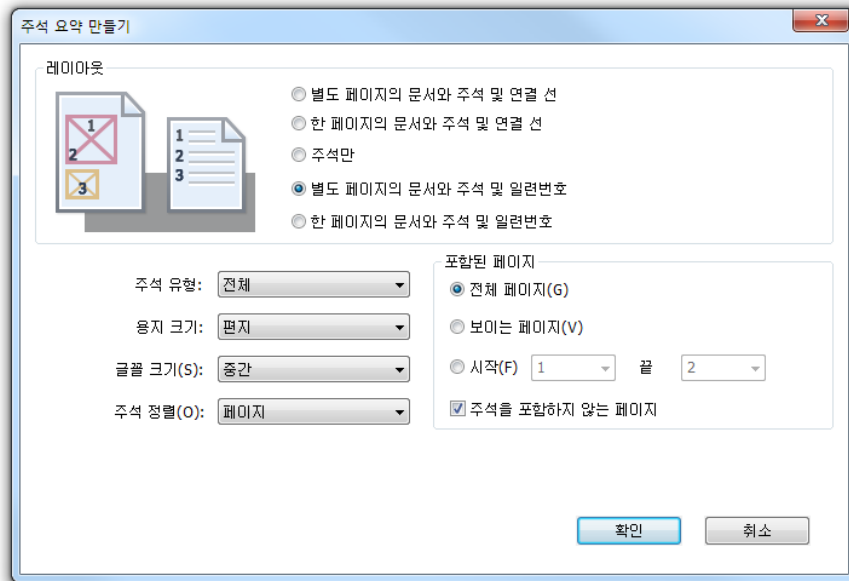 주석 요약 만들기
레이아웃
1
2
3
1
2
3
별도 페이지의 문서와 주석 및 연결 선
한 페이지의 문서와 주석 및 연결 선
주석만
별도 페이지의 문서와 주석 및 일련번호
한 페이지의 문서와 주석 및 일련번호
주석 유형: 전체
용지 크기: 편지
글꼴 크기(S): 중간
주석 정렬(O): 페이지
포함된 페이지
전체 페이지(G)
보이는 페이지(V)
시작(F) 1 끝 2
주석을 포함하지 않는 페이지
확인 취소